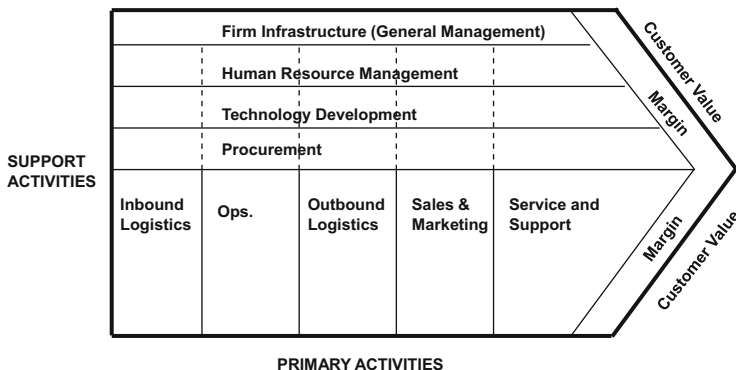 Firm Infrastructure (General Management)
Human Resource Management
Technology Development
Procurement
SUPPORT
ACTIVITIES
Inbound
Logistics
Ops.
Outbound
Logistics
Sales &
Marketing
Service and
Support
Margin
Customer Value
Margin
Customer Value
PRIMARY ACTIVITIES